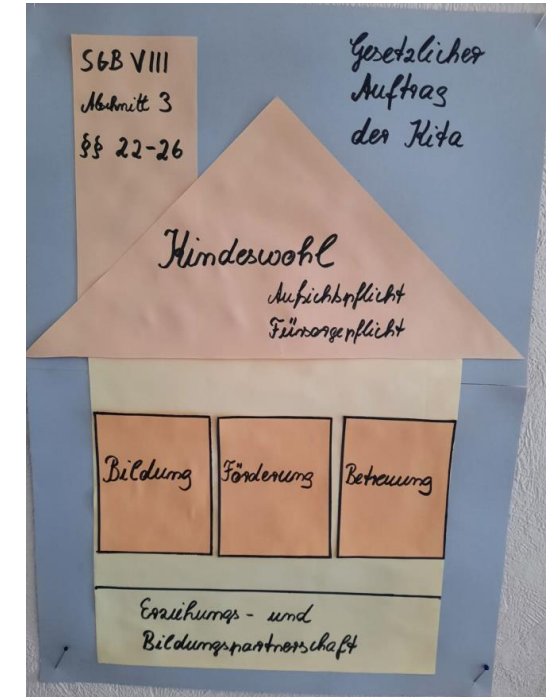 SGB VIII
Abschnitt 3
§§ 22-26
Gesetzlicher
Auftrag
der Kita
Kindeswohl
Aufsichtspflicht
Fürsorgepflicht
Bildung
Förderung
Betreuung
Erziehungs- und
Bildungspartnerschaft